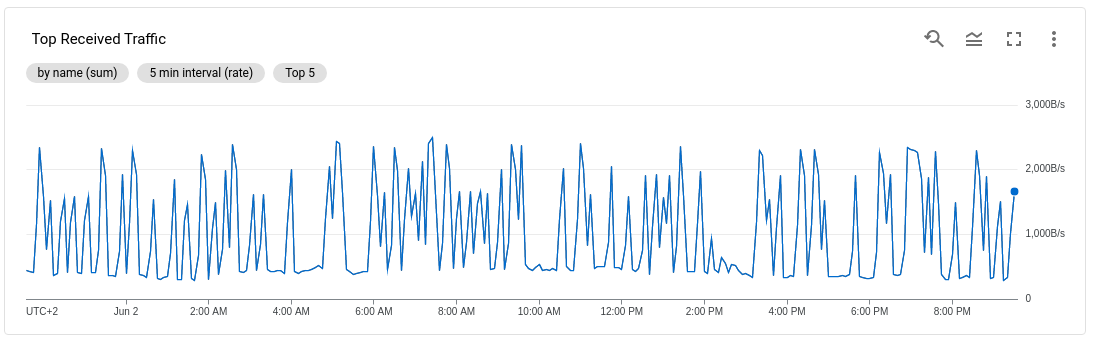 Top Received Traffic
by name (sum) 5 min interval (rate) Top 5
3,000B/s
2,000B/s
1,000B/s
0
UTC+2 Jun 2 2:00 AM 4:00 AM 6:00 AM 8:00 AM 10:00 AM 12:00 PM 2:00 PM 4:00 PM 6:00 PM 8:00 PM